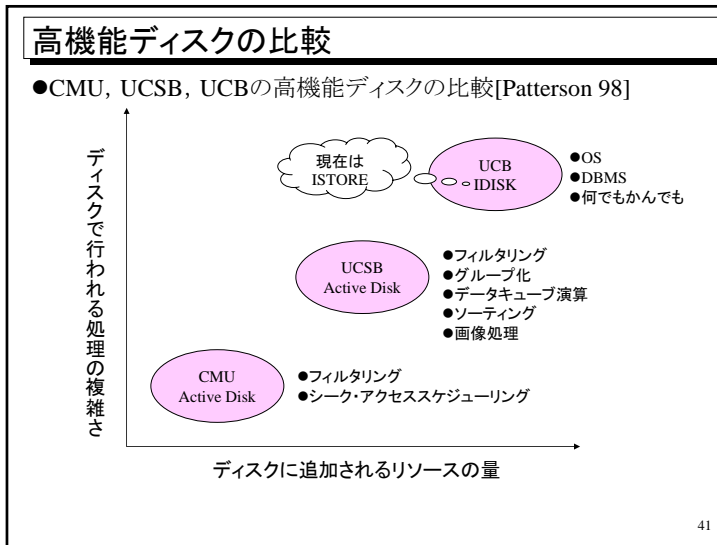 高機能ディスクの比較
●CMU, UCSB, UCBの高機能ディスクの比較[Patterson 98]
ディスクで行われる処理の複雑さ
現在は
ISTORE
UCB
IDISK
●OS
●DBMS
●何でもかんでも
UCSB
Active Disk
●フィルタリング
●グループ化
●データキューブ演算
●ソーティング
●画像処理
CMU
Active Disk
●フィルタリング
●シーク・アクセススケジューリング
ディスクに追加されるリソースの量
41